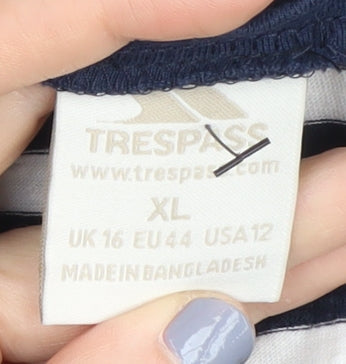 TRESPASS
www.trespass.com
XL
UK 16 EU 44 USA 12
MADE IN BANGLADESH